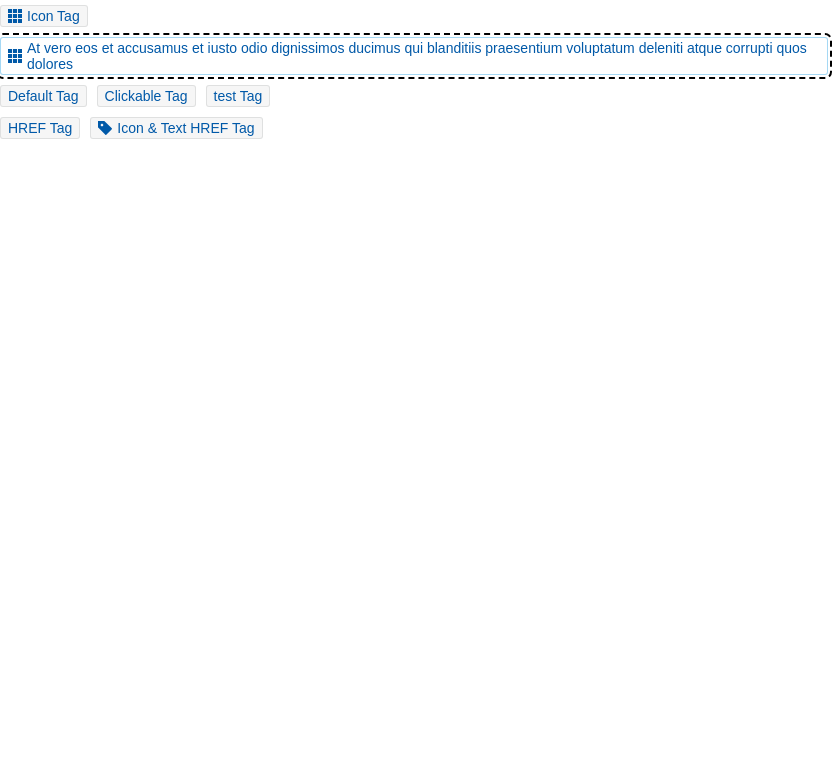 Icon Tag
At vero eos et accusamus et iusto odio dignissimos ducimus qui blanditiis praesentium voluptatum deleniti atque corrupti quos
dolores
Default Tag Clickable Tag test Tag
HREF Tag Icon & Text HREF Tag